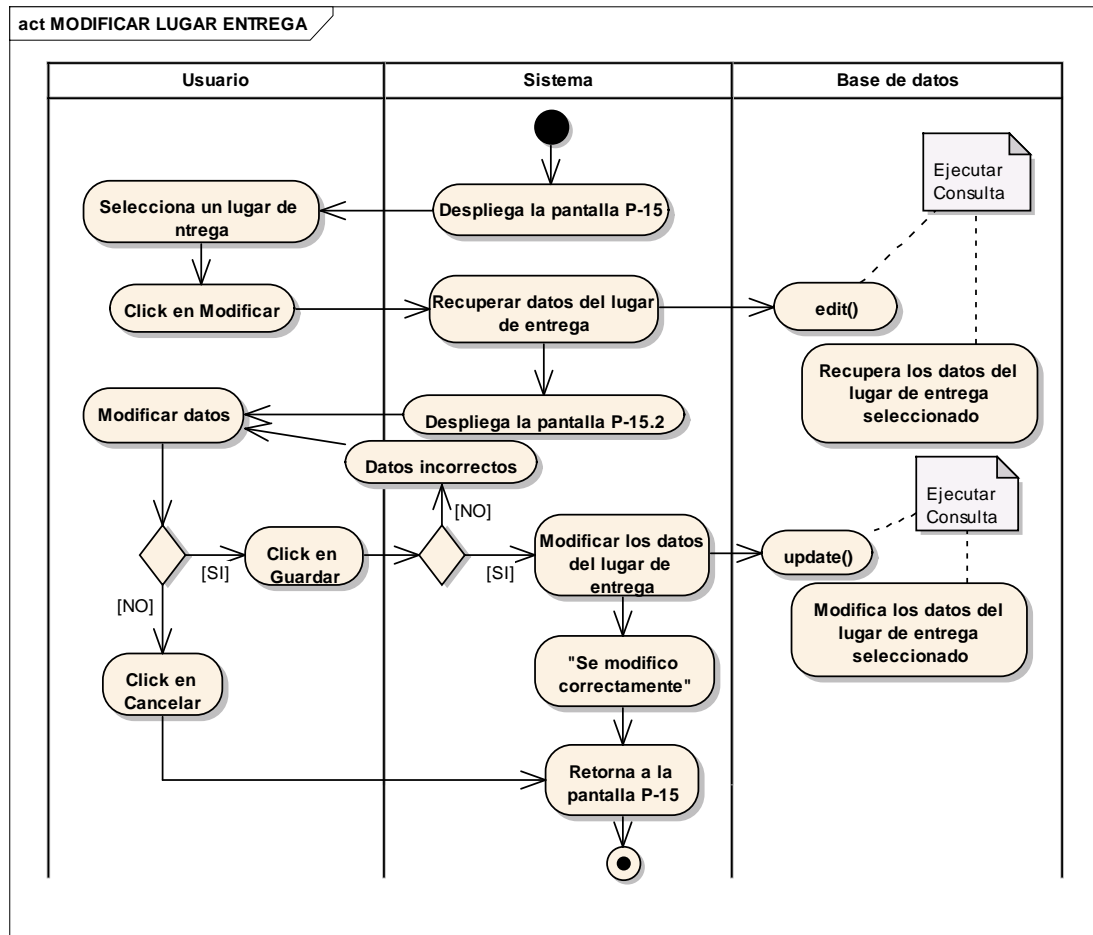 act MODIFICAR LUGAR ENTREGA
Usuario
Sistema
Base de datos
Ejecutar
Consulta
Selecciona un lugar de
ntrega
Despliega la pantalla P-15
Click en Modificar
Recuperar datos del lugar
de entrega
edit()
Recupera los datos del
lugar de entrega
seleccionado
Modificar datos
Despliega la pantalla P-15.2
Datos incorrectos
[NO]
Ejecutar
Consulta
Click en
Guardar
[SI]
[SI]
Modificar los datos
del lugar de
entrega
update()
[NO]
Modifica los datos del
lugar de entrega
seleccionado
Click en
Cancelar
"Se modifico
correctamente"
Retorna a la
pantalla P-15